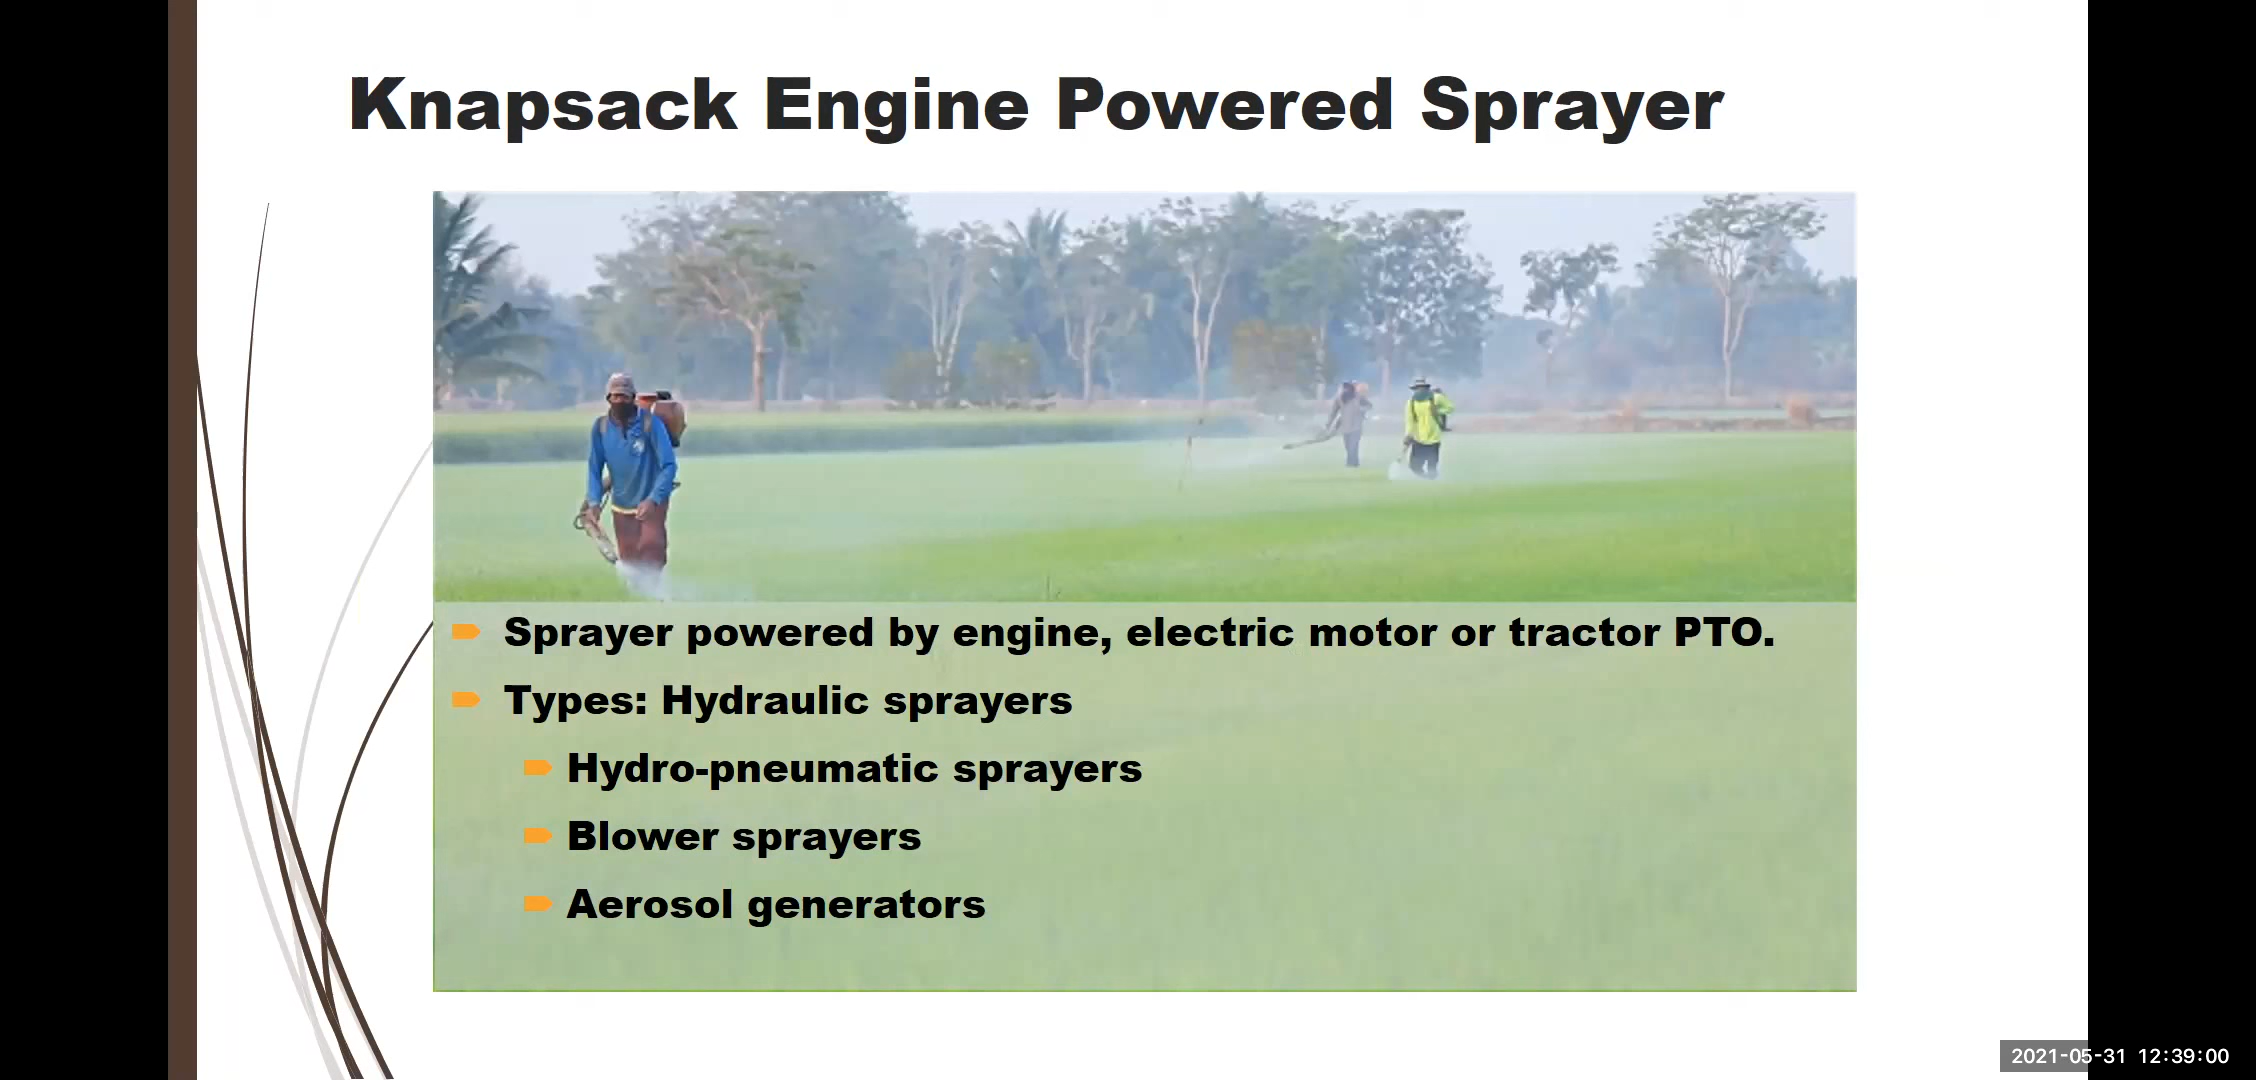 Knapsack Engine Powered Sprayer
Sprayer powered by engine, electric motor or tractor PTO.
Types: Hydraulic sprayers
Hydro-pneumatic sprayers
Blower sprayers
Aerosol generators
2021-05-31 12:39:00